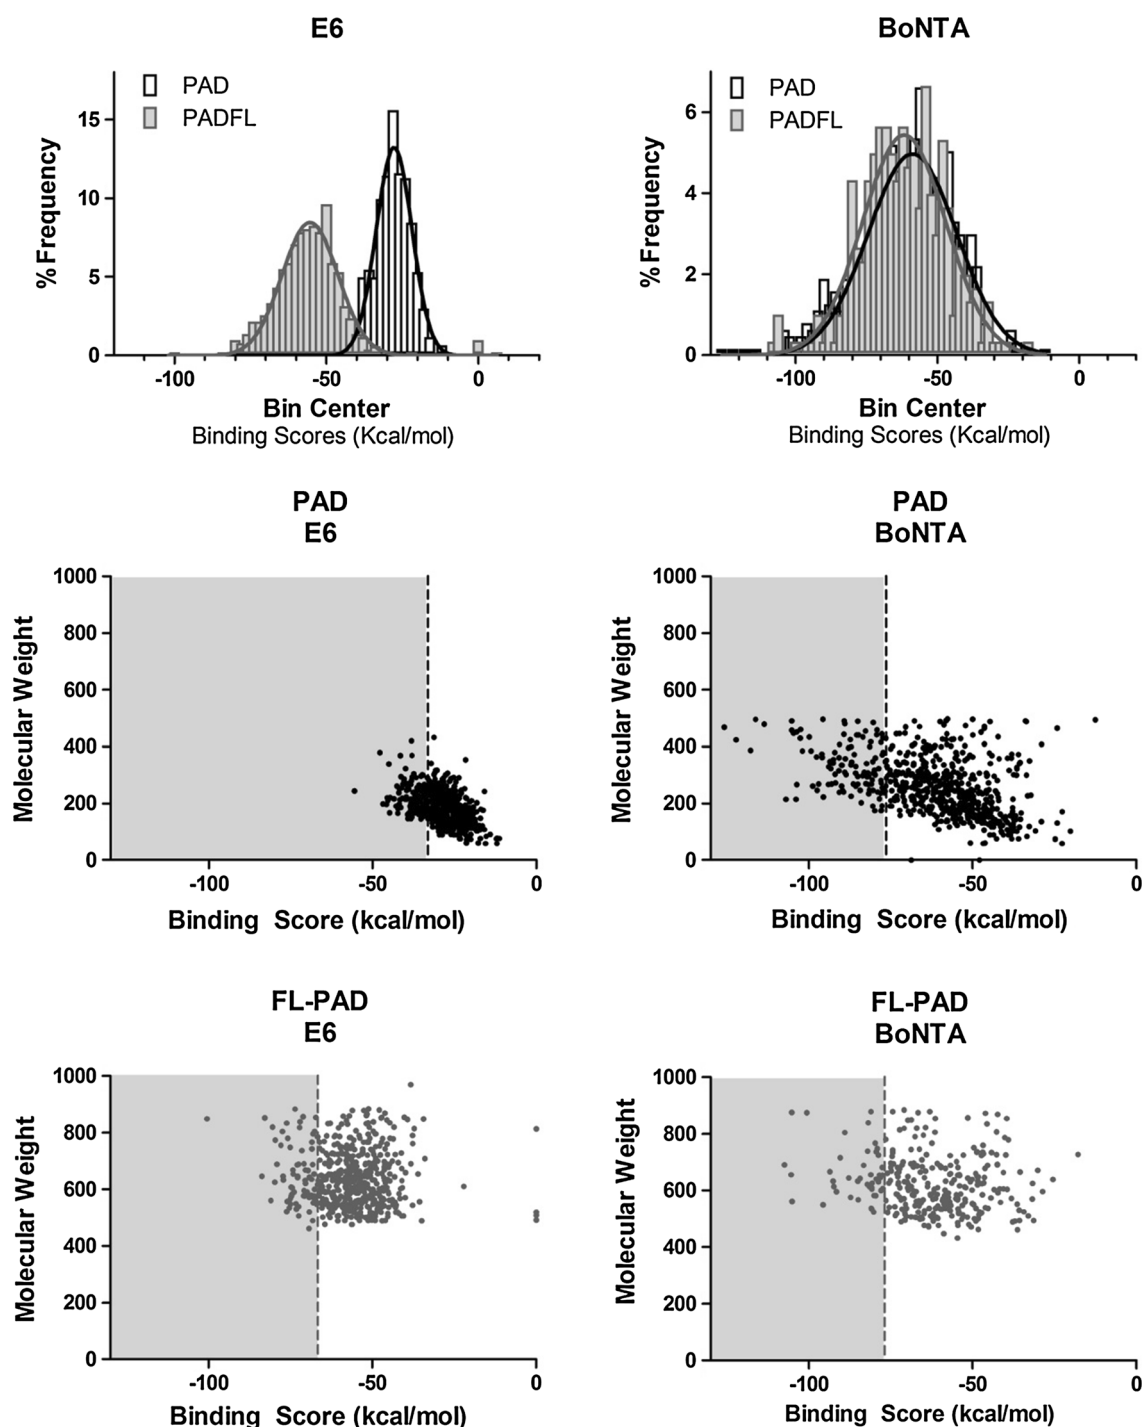 E6
PAD
PADFL
15
10
5
0
% Frequency
-100
-50
0
Bin Center
Binding Scores (Kcal/mol)
BoNTA
PAD
PADFL
6
4
2
0
% Frequency
-100
-50
0
Bin Center
Binding Scores (Kcal/mol)
PAD
E6
1000
800
600
400
200
0
Molecular Weight
-100
-50
0
Binding Score (kcal/mol)
PAD
BoNTA
1000
800
600
400
200
0
Molecular Weight
-100
-50
0
Binding Score (kcal/mol)
FL-PAD
E6
1000
800
600
400
200
0
Molecular Weight
-100
-50
0
Binding Score (kcal/mol)
FL-PAD
BoNTA
1000
800
600
400
200
0
Molecular Weight
-100
-50
0
Binding Score (kcal/mol)